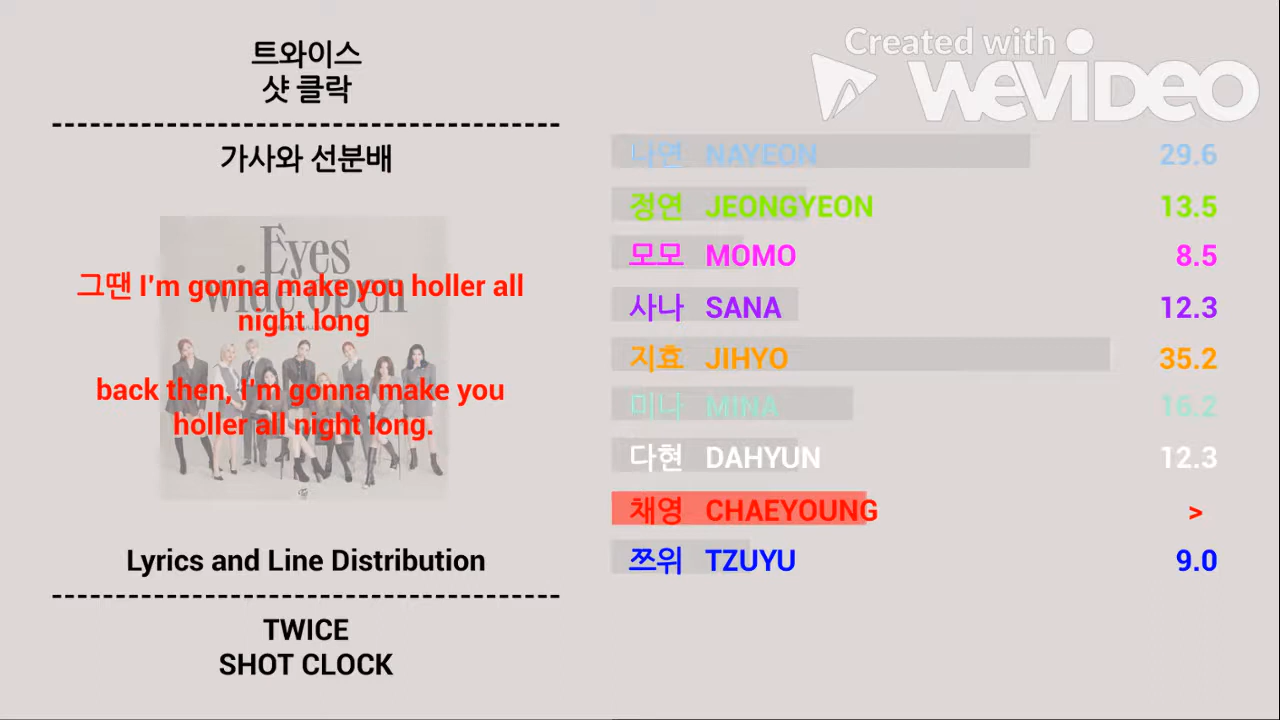 트와이스
샷 클락
가사와 선분배
Eyes
wide open
그땐 I'm gonna make you holler all
night long
back then, I'm gonna make you
holler all night long.
Lyrics and Line Distribution
TWICE
SHOT CLOCK
Created with
WEVIDEO
나연 NAYEON 29.6
정연 JEONGYEON 13.5
모모 MOMO 8.5
사나 SANA 12.3
지효 JIHYO 35.2
미나 MINA 16.2
다현 DAHYUN 12.3
채영 CHAEYOUNG >
쯔위 TZUYU 9.0